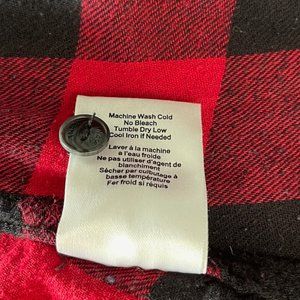 Machine Wash Cold
No Bleach
Tumble Dry Low
Cool Iron if Needed
Laver à la machine
a l'eau froide
Ne pas utiliser d'agent de
blanchiment
Sécher par culbutage à
basse température
Fer froid si réquis